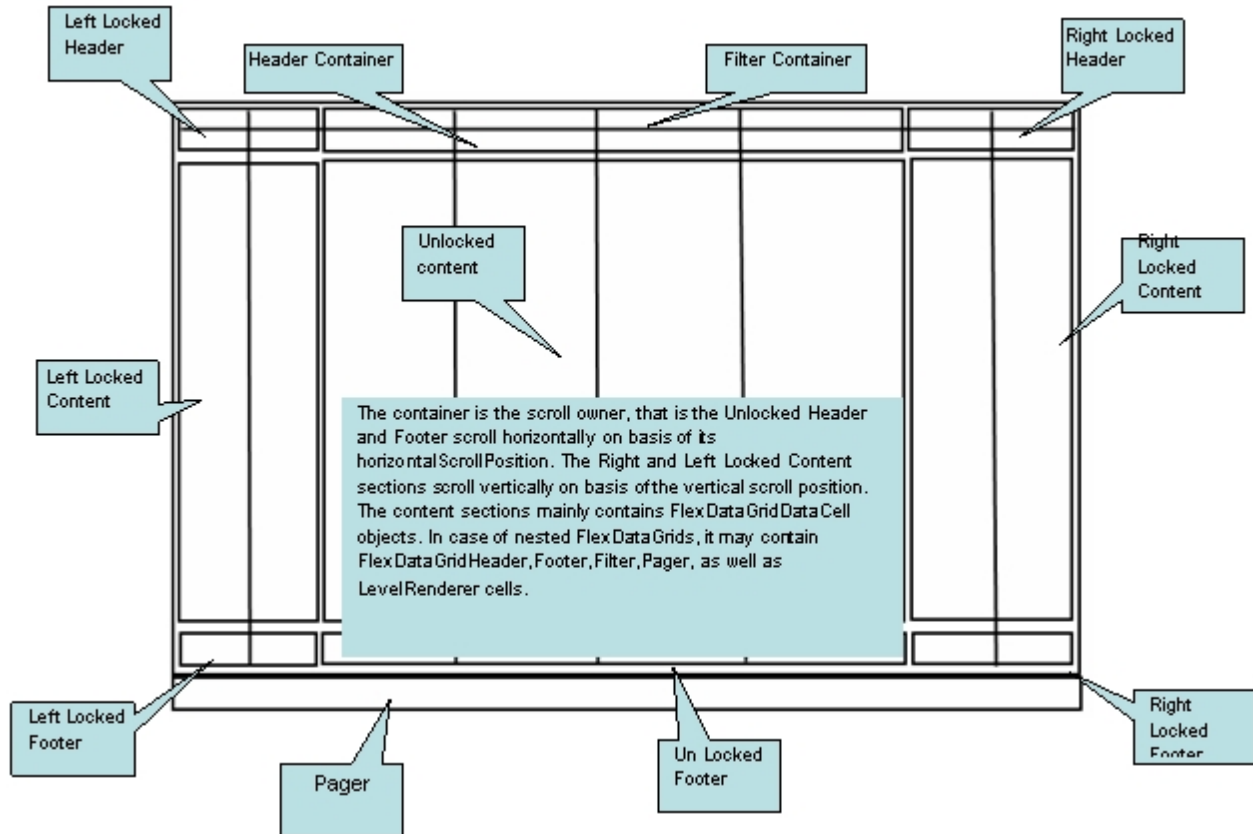 Left Locked
Header
Header Container
Filter Container
Right Locked
Header
Unlocked
content
Right
Locked
Content
Left Locked
Content
The container is the scroll owner, that is the Unlocked Header
and Footer scroll horizontally on basis of its
horizontalScrollPosition. The Right and Left Locked Content
sections scroll vertically on basis of the vertical scroll position.
The content sections mainly contains FlexDataGridDataCell
objects. In case of nested FlexDataGrids, it may contain
FlexDataGridHeader,Footer,Filter,Pager, as well as
LevelRenderer cells.
Left Locked
Footer
Pager
Un Locked
Footer
Right
Locked
Footer